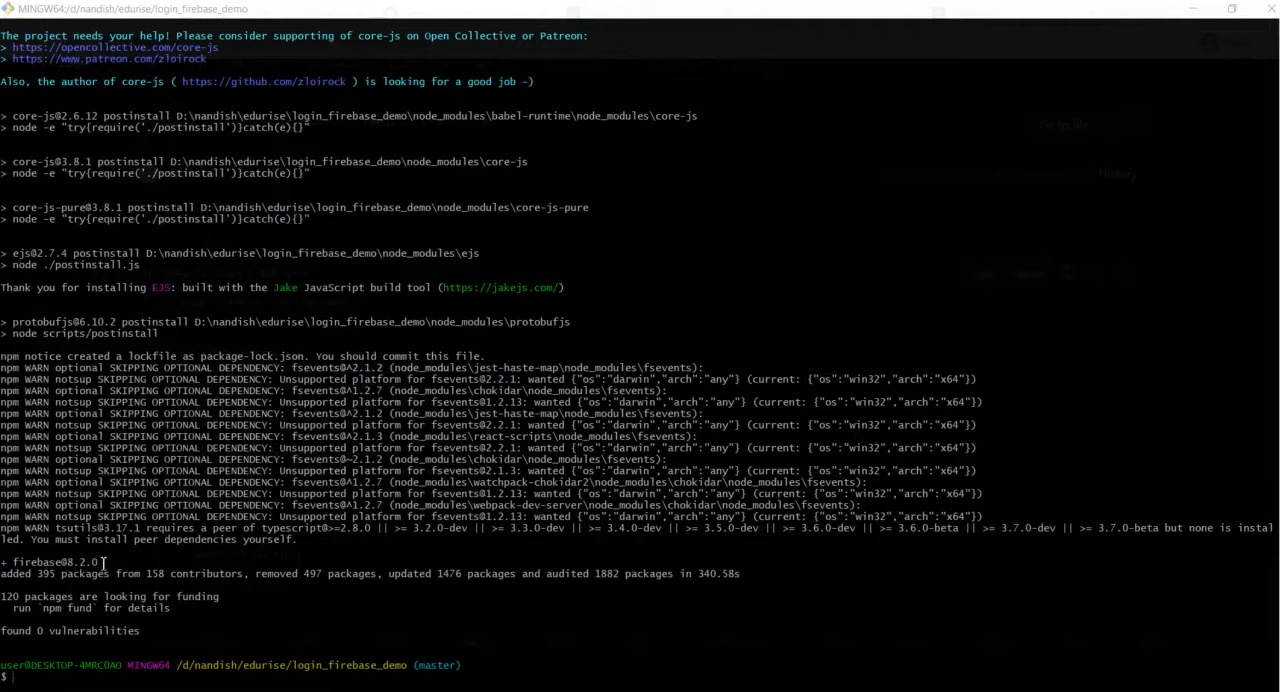 MINGW64:/d/nandish/edurise/login_firebase_demo
The project needs your help! Please consider supporting of core-js on Open Collective or Patreon:
> https://opencollective.com/core-js
> https://www.patreon.com/zloirock
Also, the author of core-js ( https://github.com/zloirock ) is looking for a good job -)
> core-js@2.6.12 postinstall D:\nandish\edurise\login_firebase_demo\node_modules\babel-runtime\node_modules\core-js
> node -e "try{require('./postinstall')}catch(e){}"
> core-js@3.8.1 postinstall D:\nandish\edurise\login_firebase_demo\node_modules\core-js
> node -e "try{require('./postinstall')}catch(e){}"
> core-js-pure@3.8.1 postinstall D:\nandish\edurise\login_firebase_demo\node_modules\core-js-pure
> node -e "try{require('./postinstall')}catch(e){}"
> ejs@2.7.4 postinstall D:\nandish\edurise\login_firebase_demo\node_modules\ejs
> node ./postinstall.js
Thank you for installing EJS: built with the Jake JavaScript build tool (https://jakejs.com/)
> protobufjs@6.10.2 postinstall D:\nandish\edurise\login_firebase_demo\node_modules\protobufjs
> node scripts/postinstall
npm notice created a lockfile as package-lock.json. You should commit this file.
npm WARN optional SKIPPING OPTIONAL DEPENDENCY: fsevents@^2.1.2 (node_modules\jest-haste-map\node_modules\fsevents):
npm WARN notsup SKIPPING OPTIONAL DEPENDENCY: Unsupported platform for fsevents@2.2.1: wanted {"os":"darwin","arch":"any"} (current: {"os":"win32","arch":"x64"})
npm WARN optional SKIPPING OPTIONAL DEPENDENCY: fsevents@^1.2.7 (node_modules\chokidar\node_modules\fsevents):
npm WARN notsup SKIPPING OPTIONAL DEPENDENCY: Unsupported platform for fsevents@1.2.13: wanted {"os":"darwin","arch":"any"} (current: {"os":"win32","arch":"x64"})
npm WARN optional SKIPPING OPTIONAL DEPENDENCY: fsevents@^2.1.2 (node_modules\jest-haste-map\node_modules\fsevents):
npm WARN notsup SKIPPING OPTIONAL DEPENDENCY: Unsupported platform for fsevents@2.2.1: wanted {"os":"darwin","arch":"any"} (current: {"os":"win32","arch":"x64"})
npm WARN optional SKIPPING OPTIONAL DEPENDENCY: fsevents@^2.1.3 (node_modules\react-scripts\node_modules\fsevents):
npm WARN notsup SKIPPING OPTIONAL DEPENDENCY: Unsupported platform for fsevents@2.2.1: wanted {"os":"darwin","arch":"any"} (current: {"os":"win32","arch":"x64"})
npm WARN optional SKIPPING OPTIONAL DEPENDENCY: fsevents@~2.1.2 (node_modules\chokidar\node_modules\fsevents):
npm WARN notsup SKIPPING OPTIONAL DEPENDENCY: Unsupported platform for fsevents@2.1.3: wanted {"os":"darwin","arch":"any"} (current: {"os":"win32","arch":"x64"})
npm WARN optional SKIPPING OPTIONAL DEPENDENCY: fsevents@^1.2.7 (node_modules\watchpack-chokidar2\node_modules\chokidar\node_modules\fsevents):
npm WARN notsup SKIPPING OPTIONAL DEPENDENCY: Unsupported platform for fsevents@1.2.13: wanted {"os":"darwin","arch":"any"} (current: {"os":"win32","arch":"x64"})
npm WARN optional SKIPPING OPTIONAL DEPENDENCY: fsevents@^1.2.7 (node_modules\webpack-dev-server\node_modules\chokidar\node_modules\fsevents):
npm WARN notsup SKIPPING OPTIONAL DEPENDENCY: Unsupported platform for fsevents@1.2.13: wanted {"os":"darwin","arch":"any"} (current: {"os":"win32","arch":"x64"})
npm WARN tsutils@3.17.1 requires a peer of typescript@>=2.8.0 || >= 3.2.0-dev || >= 3.3.0-dev || >= 3.4.0-dev || >= 3.5.0-dev || >= 3.6.0-dev || >= 3.6.0-beta || >= 3.7.0-dev || >= 3.7.0-beta but none is instal
led. You must install peer dependencies yourself.
+ firebase@8.2.0
added 395 packages from 158 contributors, removed 497 packages, updated 1476 packages and audited 1882 packages in 340.58s
120 packages are looking for funding
run `npm fund` for details
found 0 vulnerabilities
user@DESKTOP-4MRC0AO MINGW64 /d/nandish/edurise/login_firebase_demo (master)
$